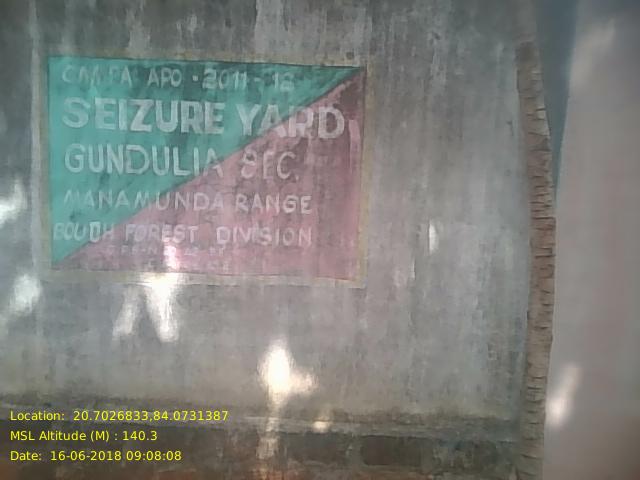 CAMPA APO • 2011-12
SEIZURE YARD
GUNDULIA SEC.
MANAMUNDA RANGE
BOUDH FOREST DIVISION
Location: 20.7026833,84.0731387
MSL Altitude (M) : 140.3
Date: 16-06-2018 09:08:08